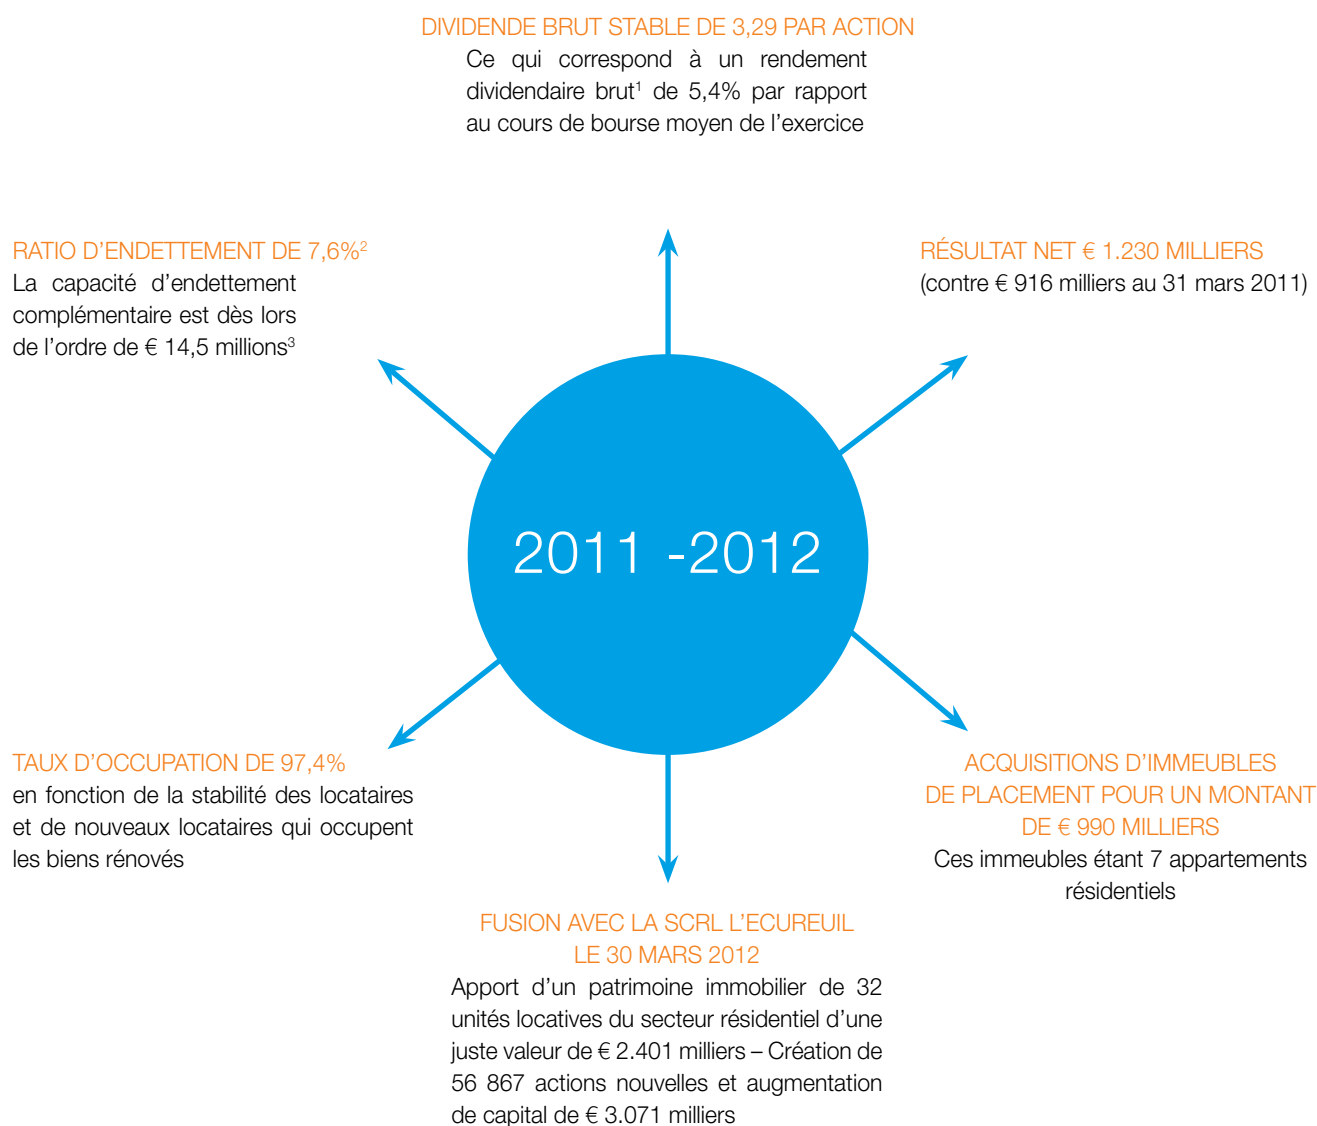 DIVIDENDE BRUT STABLE DE 3,29 PAR ACTION
Ce qui correspond à un rendement
dividendaire brut¹ de 5,4% par rapport
au cours de bourse moyen de l’exercice
RATIO D’ENDETTEMENT DE 7,6%²
La capacité d’endettement
complémentaire est dès lors
de l’ordre de € 14,5 millions³
RÉSULTAT NET € 1.230 MILLIERS
(contre € 916 milliers au 31 mars 2011)
2011 -2012
TAUX D’OCCUPATION DE 97,4%
en fonction de la stabilité des locataires
et de nouveaux locataires qui occupent
les biens rénovés
ACQUISITIONS D’IMMEUBLES
DE PLACEMENT POUR UN MONTANT
DE € 990 MILLIERS
Ces immeubles étant 7 appartements
résidentiels
FUSION AVEC LA SCRL L’ECUREUIL
LE 30 MARS 2012
Apport d’un patrimoine immobilier de 32
unités locatives du secteur résidentiel d’une
juste valeur de € 2.401 milliers – Création de
56 867 actions nouvelles et augmentation
de capital de € 3.071 milliers